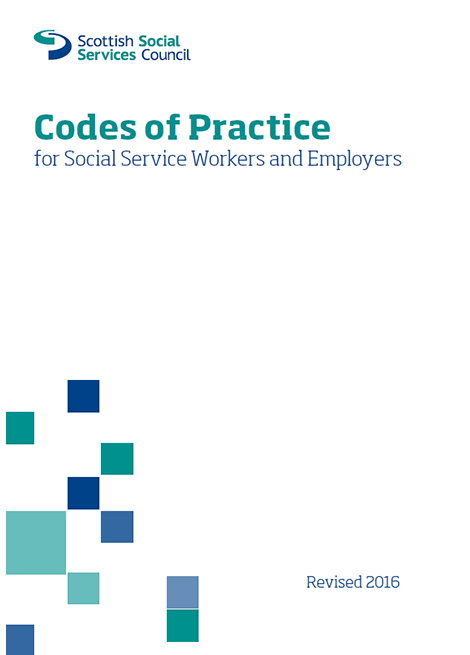 Scottish Social
Services Council
Codes of Practice
for Social Service Workers and Employers
Revised 2016